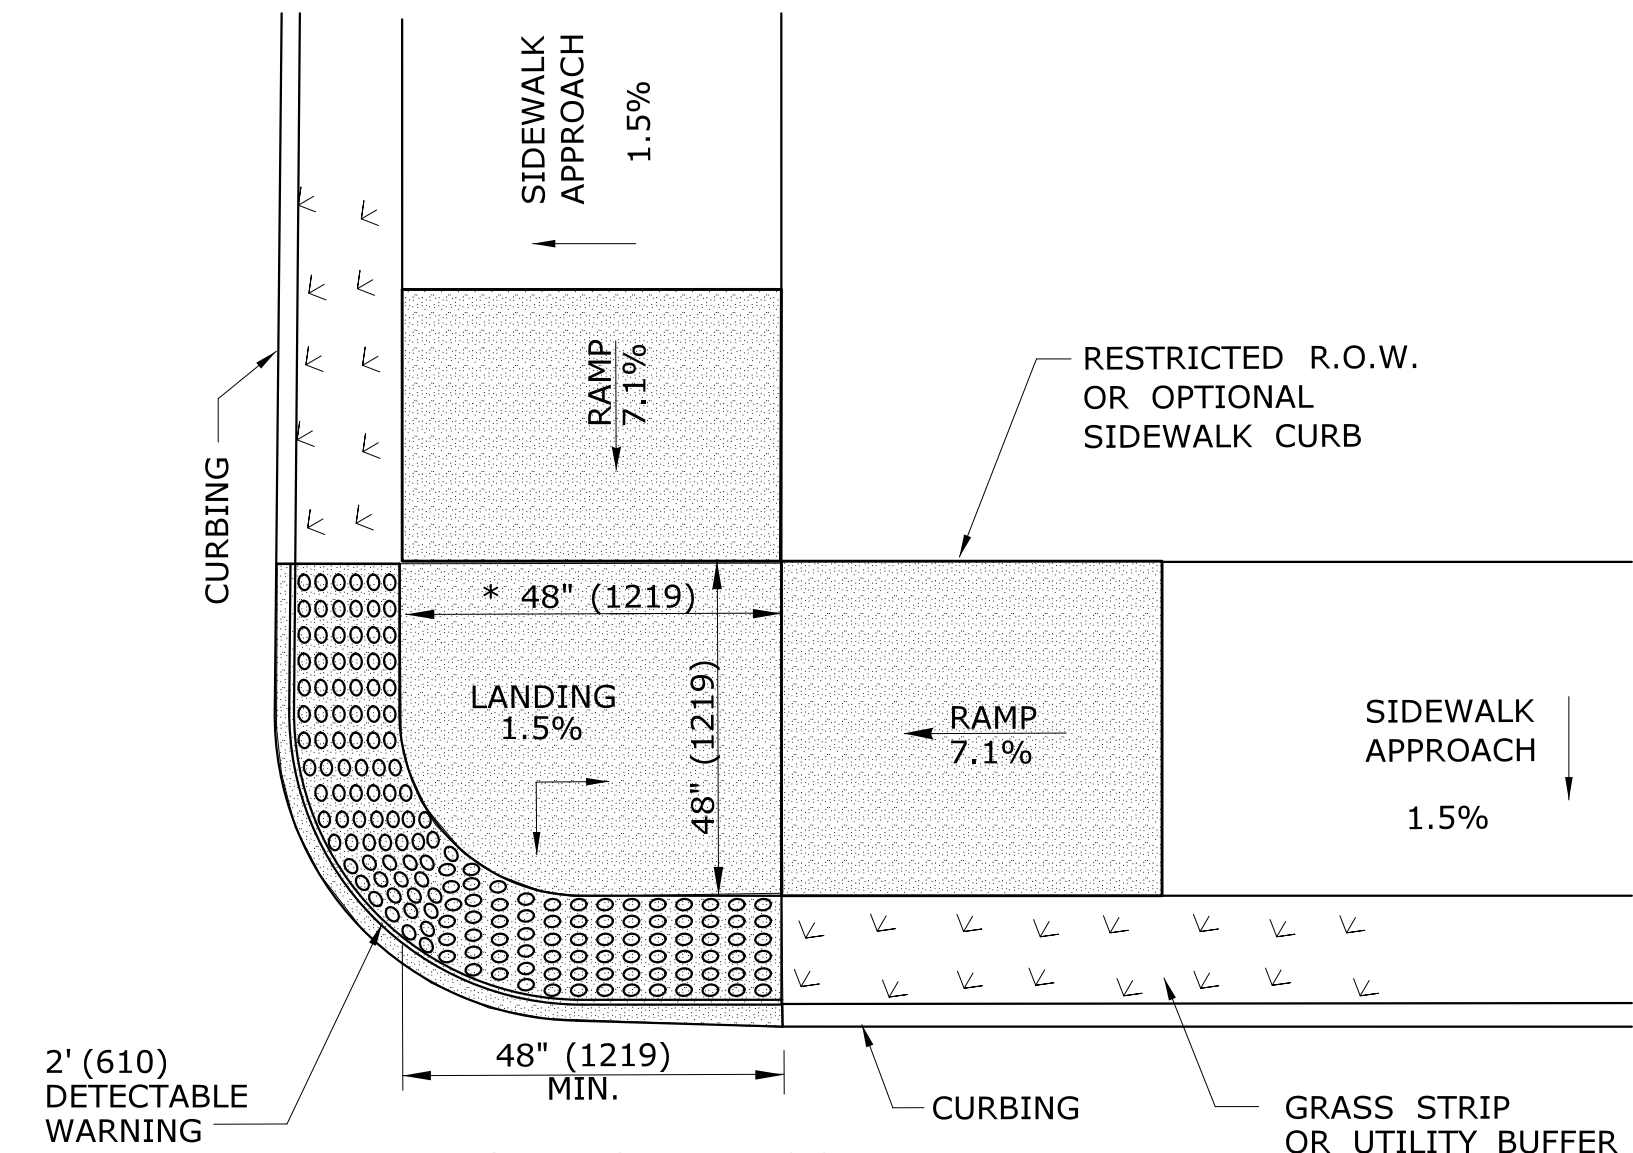 SIDEWALK
APPROACH
1.5%
RAMP
7.1%
RESTRICTED R.O.W.
OR OPTIONAL
SIDEWALK CURB
CURBING
* 48" (1219)
48" (1219)
LANDING
1.5%
RAMP
7.1%
SIDEWALK
APPROACH
1.5%
2' (610)
DETECTABLE
WARNING
48" (1219)
MIN.
CURBING
GRASS STRIP
OR UTILITY BUFFER